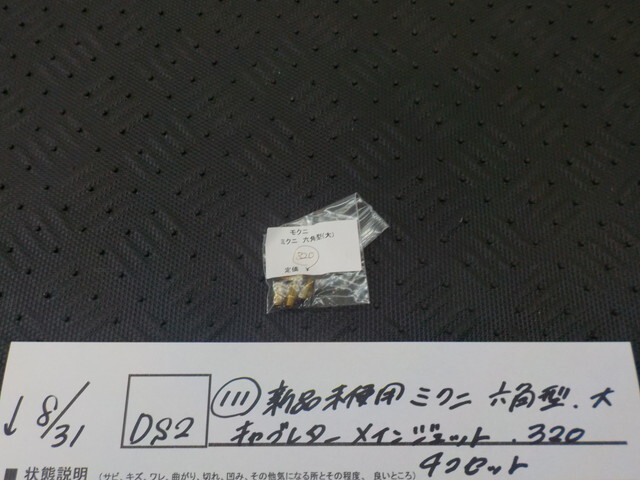 モクニ
ミクニ 六角型(大)
320
定価 ¥
↓ 8/31 DS2 (111) 新品未使用 ミクニ 六角型.大
キャブレター メインジェット .320
4コセット
■ 状態説明 (サビ、キズ、ワレ、曲がり、切れ、凹み、その他気になる所とその程度。 良いところ)